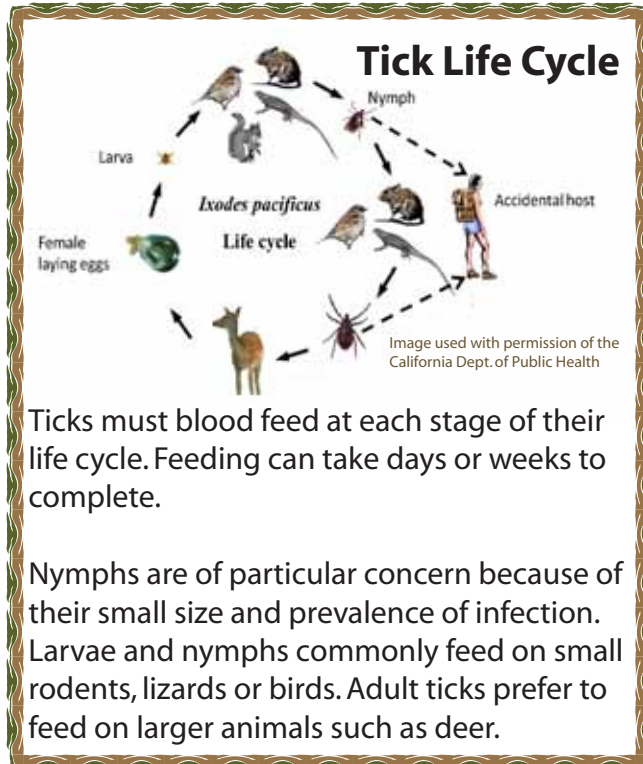 Tick Life Cycle
Nymph
Larva
Ixodes pacificus
Life cycle
Accidental host
Female
laying eggs
Image used with permission of the
California Dept. of Public Health
Ticks must blood feed at each stage of their
life cycle. Feeding can take days or weeks to
complete.
Nymphs are of particular concern because of
their small size and prevalence of infection.
Larvae and nymphs commonly feed on small
rodents, lizards or birds. Adult ticks prefer to
feed on larger animals such as deer.